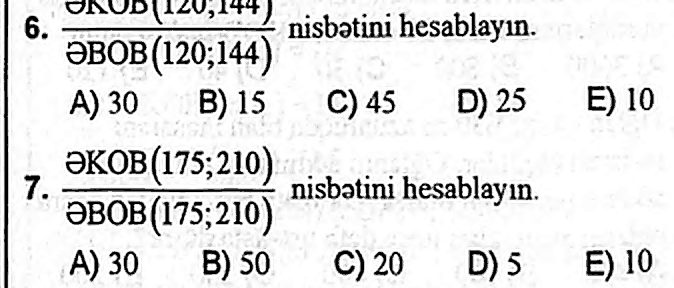 6. ƏKOB(120;144)
ƏBOB(120;144) nisbətini hesablayın.
A) 30 B) 15 C) 45 D) 25 E) 10
7. ƏKOB(175;210)
ƏBOB(175;210) nisbətini hesablayın.
A) 30 B) 50 C) 20 D) 5 E) 10